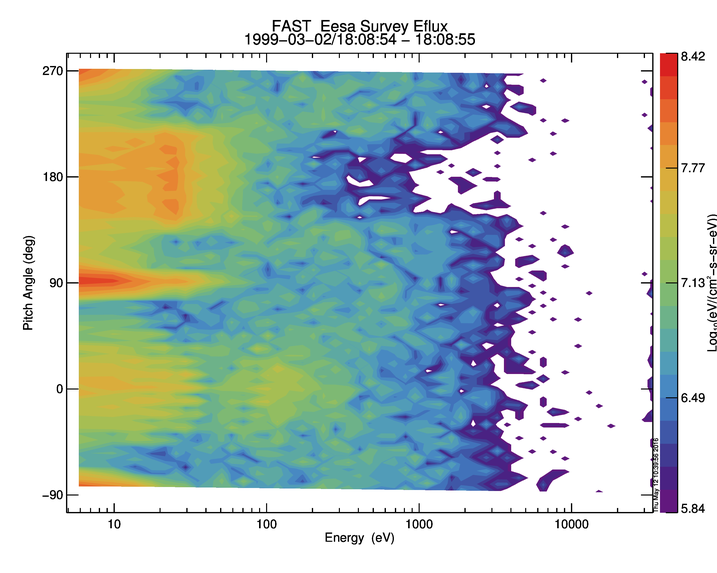 FAST  Eesa Survey Eflux
1999−03−02/18:08:54 − 18:08:55
270
180
90
0
−90
Pitch Angle (deg)
10
100
1000
10000
Energy  (eV)
8.42
7.77
7.13
6.49
5.84
Log₁₀(eV/(cm²−s−sr−eV))